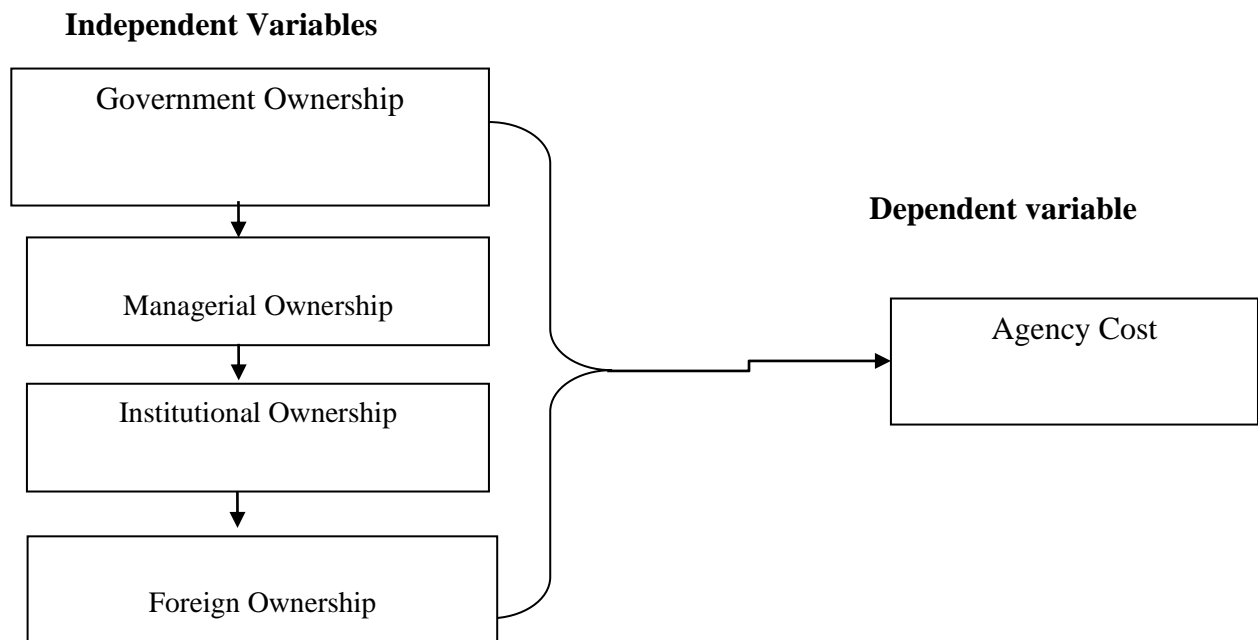 Independent Variables
Government Ownership
Managerial Ownership
Institutional Ownership
Foreign Ownership
Dependent variable
Agency Cost